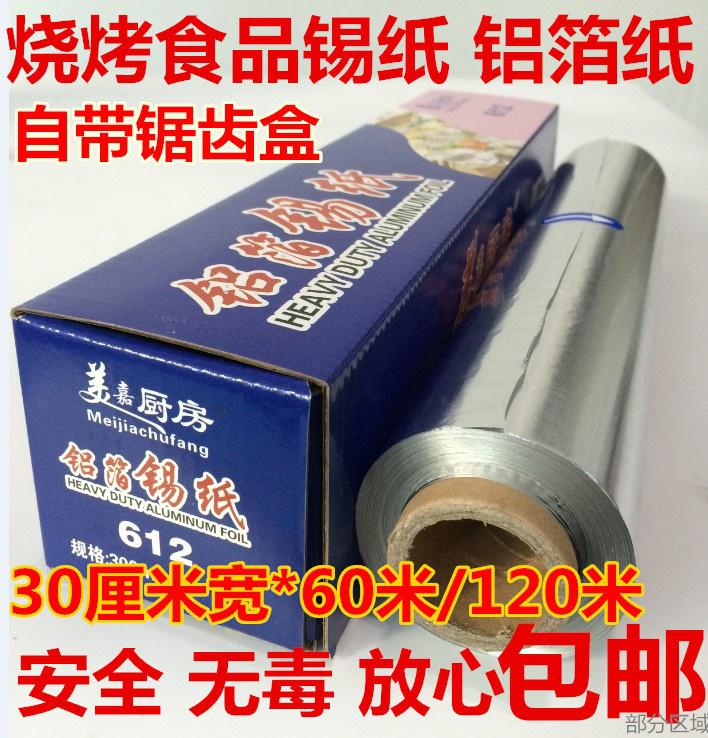 烧烤食品锡纸 铝箔纸
自带锯齿盒
铝箔锡纸
HEAVY DUTY ALUMINUM FOIL
美嘉厨房
Meijiachufang
铝箔锡纸
HEAVY DUTY ALUMINUM FOIL
612
规格:300
30厘米宽*60米/120米
安全 无毒 放心包邮
部分区域